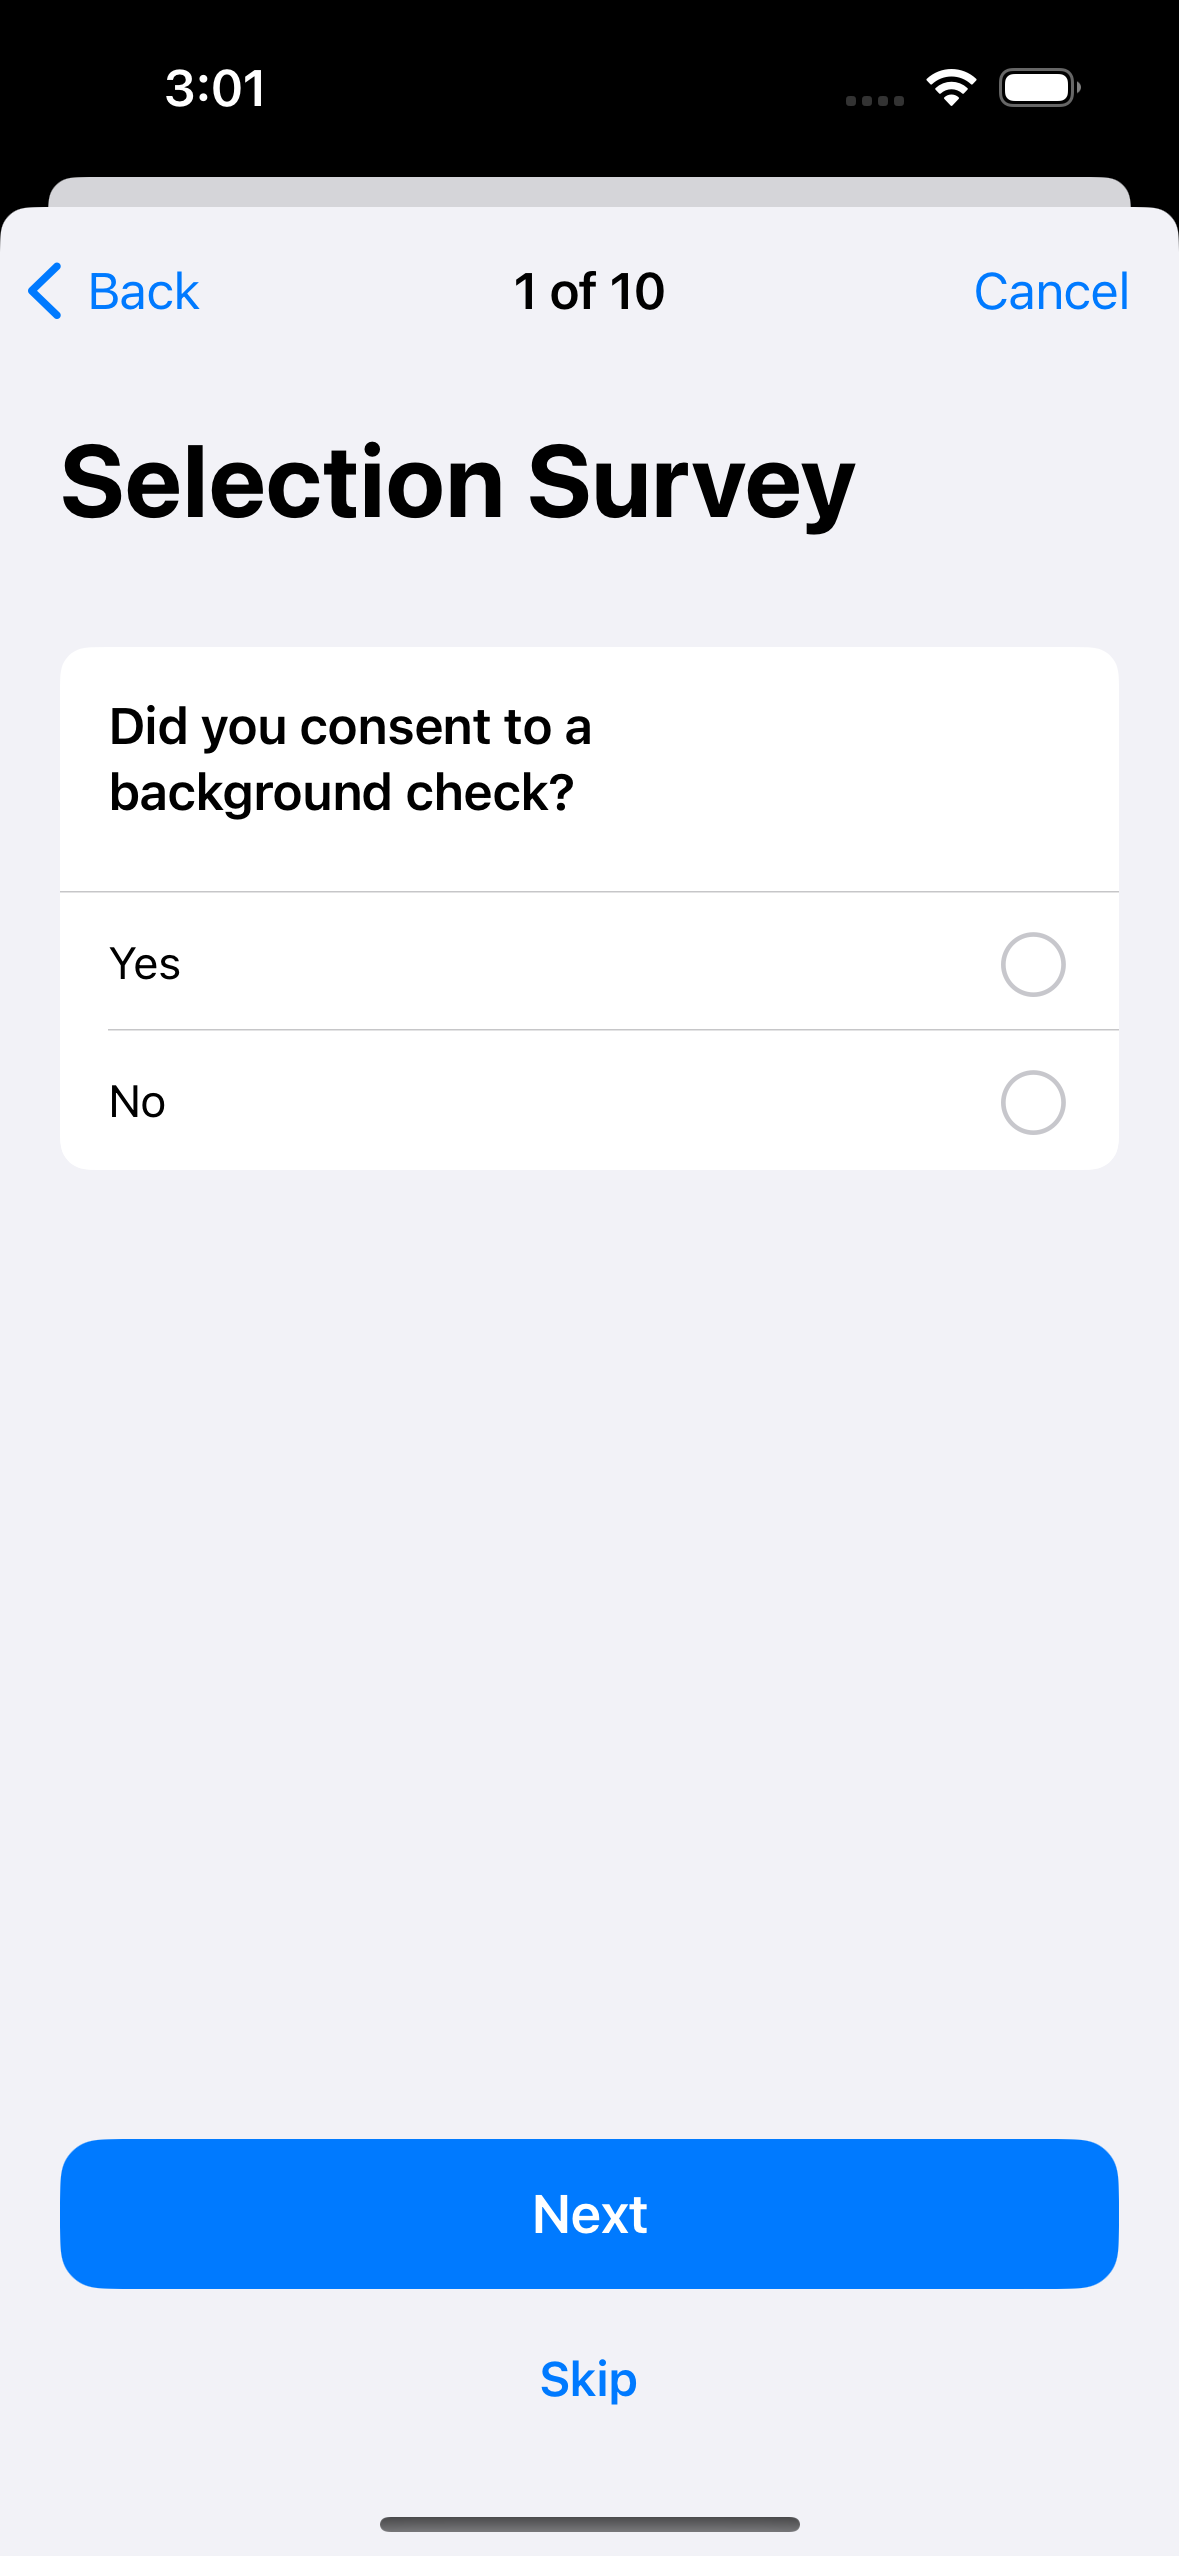 3:01
Back
1 of 10
Cancel
Selection Survey
Did you consent to a
background check?
Yes
No
Next
Skip